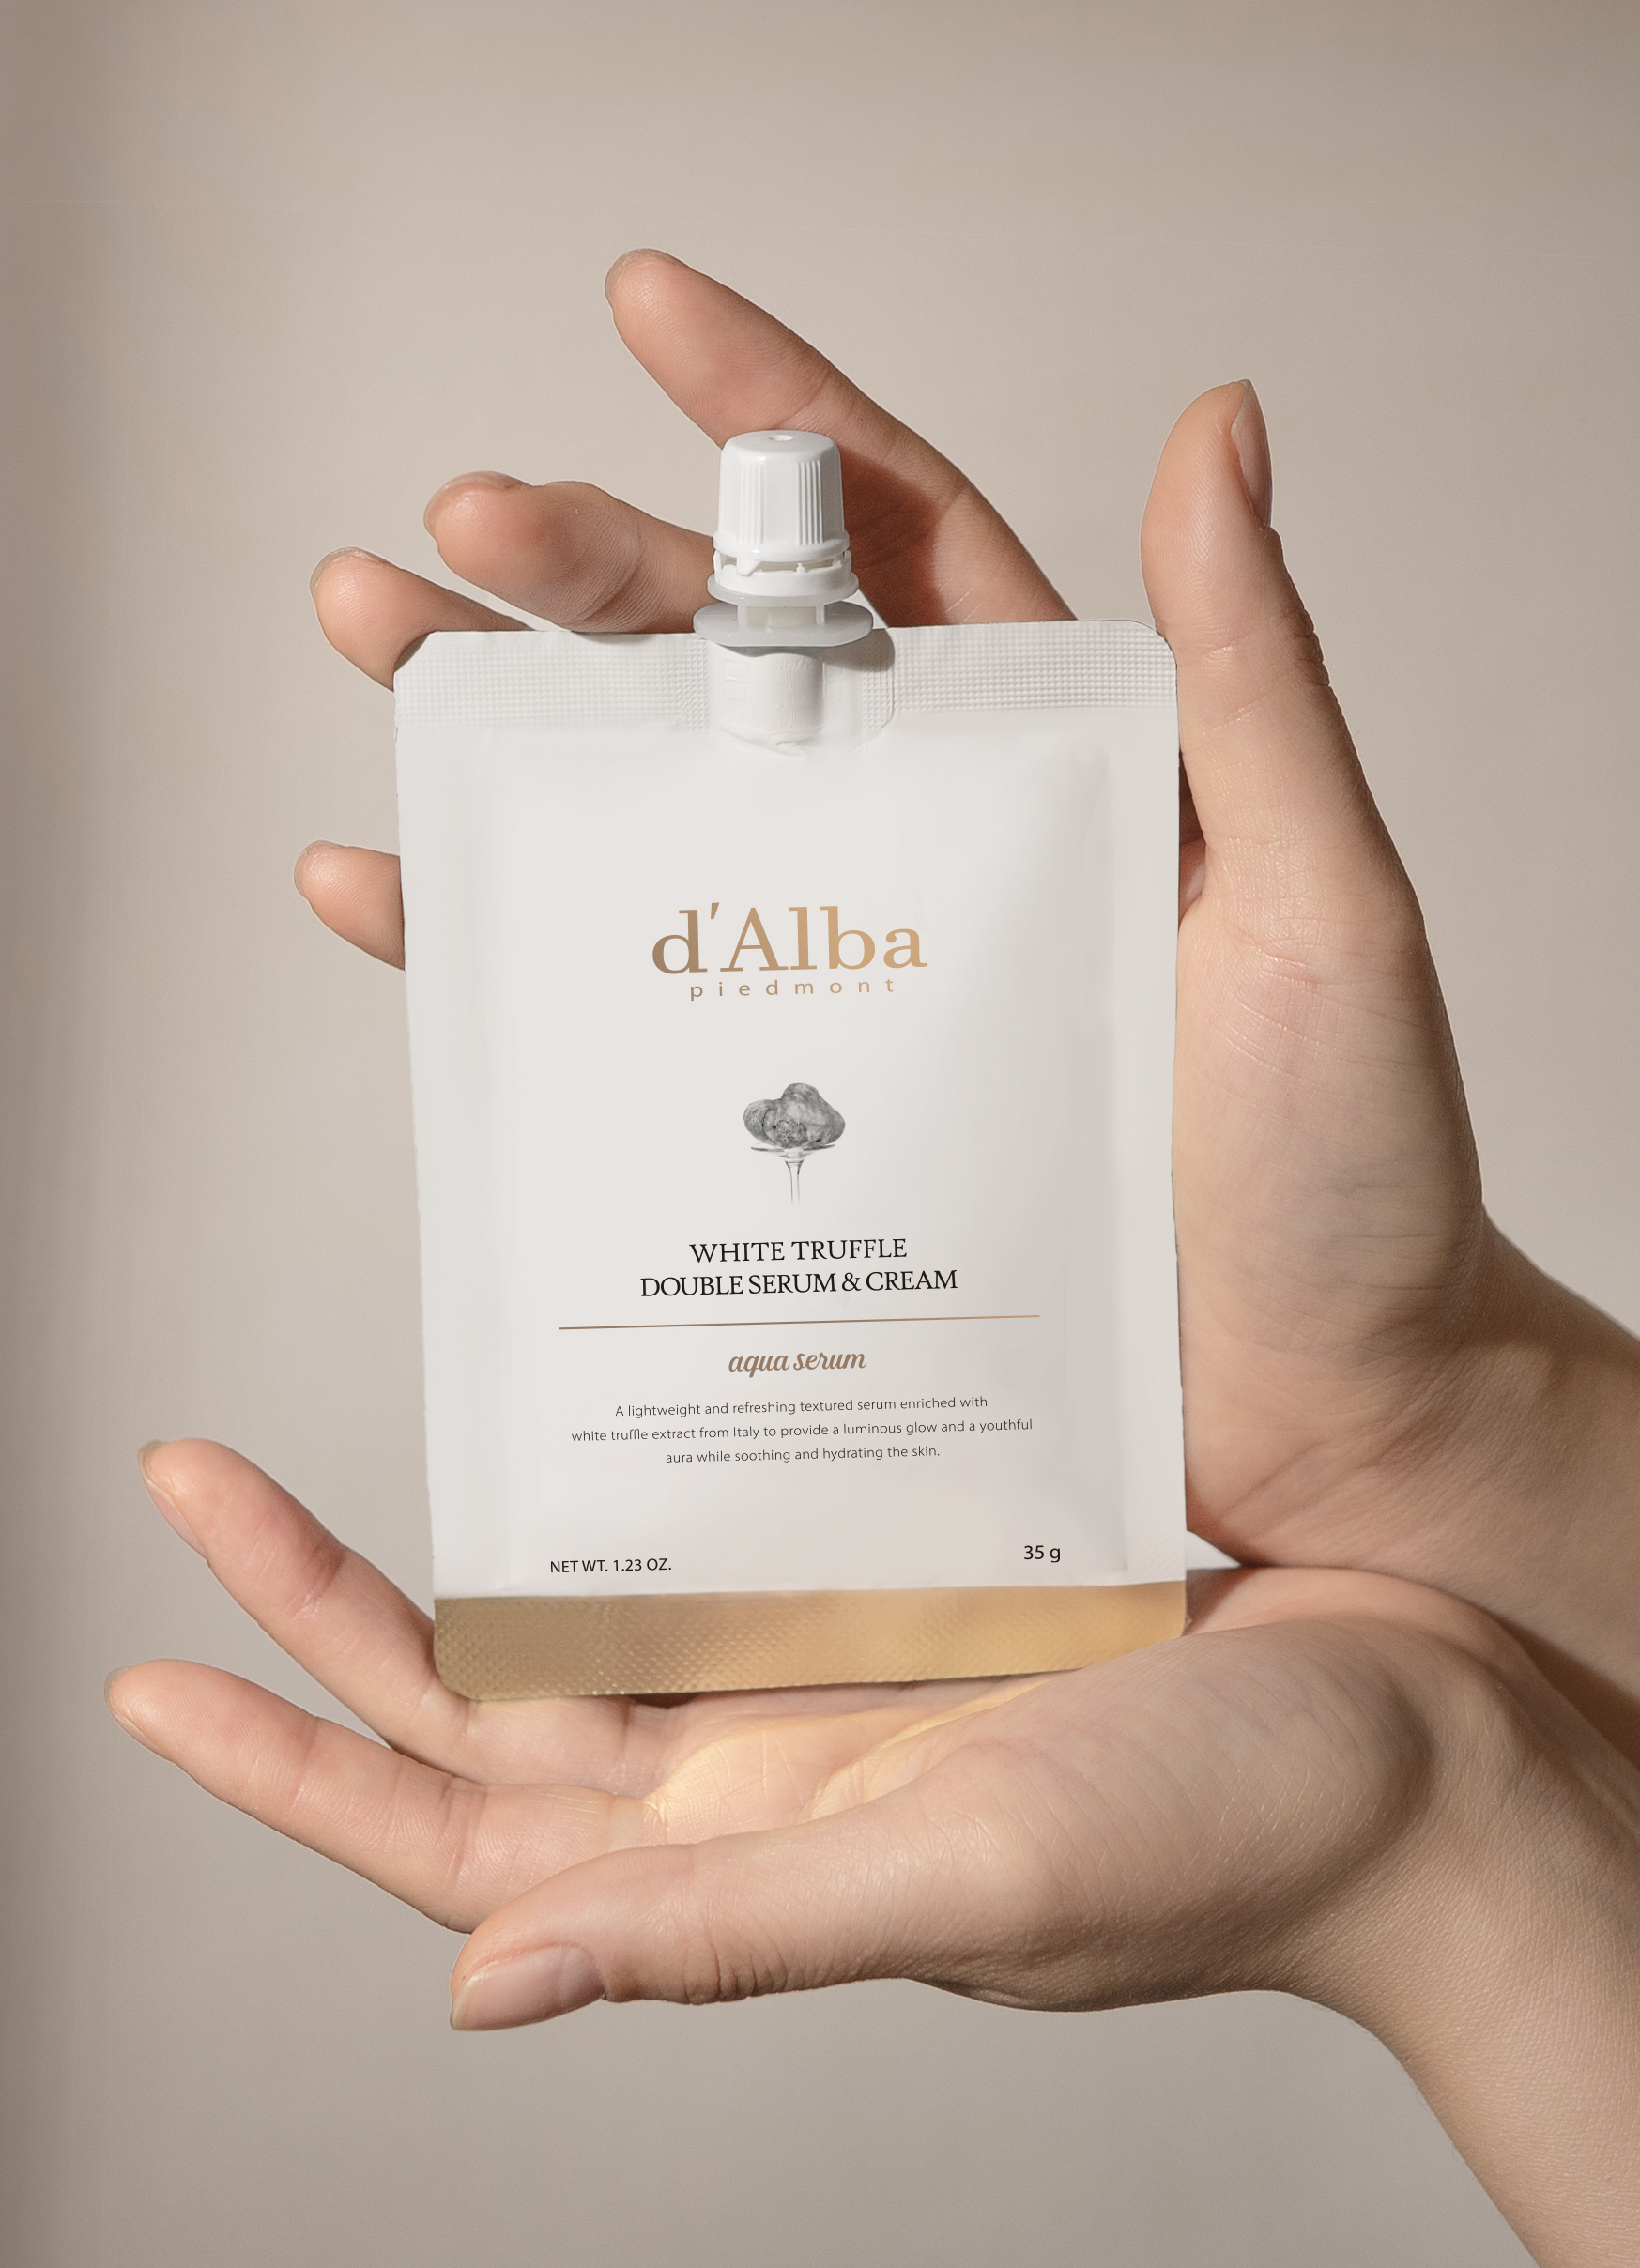 d'Alba
piedmont
WHITE TRUFFLE
DOUBLE SERUM & CREAM
aqua serum
A lightweight and refreshing textured serum enriched with
white truffle extract from Italy to provide a luminous glow and a youthful
aura while soothing and hydrating the skin.
NET WT. 1.23 OZ.
35 g